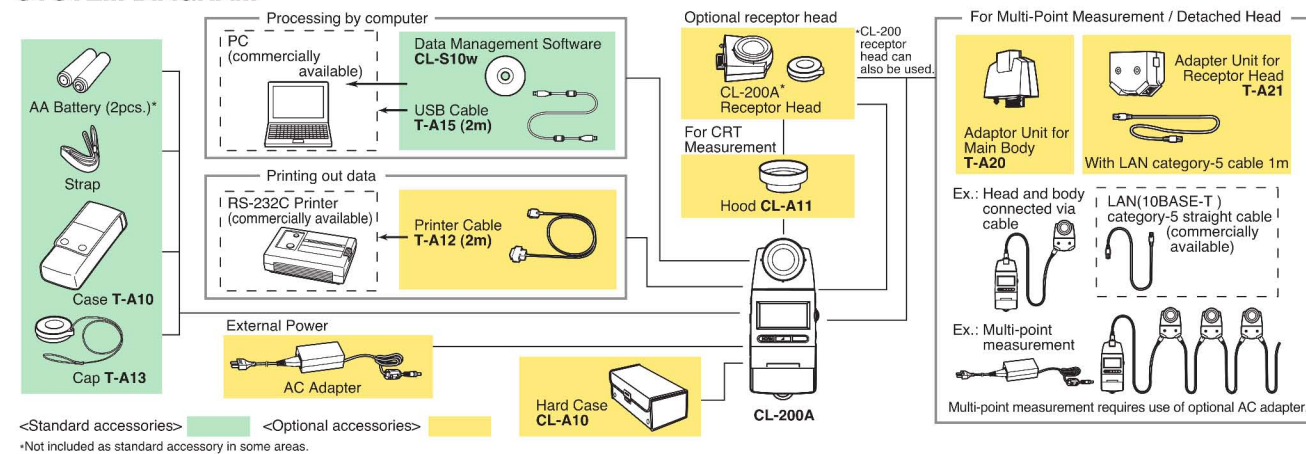 Processing by computer
PC
(commercially
available)
Data Management Software
CL-S10w
USB Cable
T-A15 (2m)
AA Battery (2pcs.)*
Strap
Case T-A10
Cap T-A13
Printing out data
RS-232C Printer
(commercially available)
Printer Cable
T-A12 (2m)
External Power
AC Adapter
Hard Case
CL-A10
Optional receptor head
*CL-200
receptor
head can
also be used.
CL-200A*
Receptor Head
For CRT
Measurement
Hood CL-A11
CL-200A
For Multi-Point Measurement / Detached Head
Adaptor Unit for
Main Body
T-A20
Adapter Unit for
Receptor Head
T-A21
With LAN category-5 cable 1m
Ex.: Head and body
connected via
cable
LAN(10BASE-T )
category-5 straight cable
(commercially
available)
Ex.: Multi-point
measurement
Multi-point measurement requires use of optional AC adapter.
<Standard accessories>
<Optional accessories>
*Not included as standard accessory in some areas.